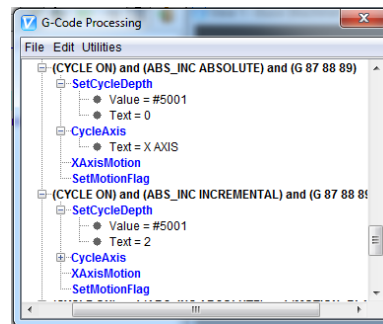 G-Code Processing
File Edit Utilities
(CYCLE ON) and (ABS_INC ABSOLUTE) and (G 87 88 89)
SetCycleDepth
Value = #5001
Text = 0
CycleAxis
Text = X AXIS
XAxisMotion
SetMotionFlag
(CYCLE ON) and (ABS_INC INCREMENTAL) and (G 87 88 8
SetCycleDepth
Value = #5001
Text = 2
CycleAxis
XAxisMotion
SetMotionFlag